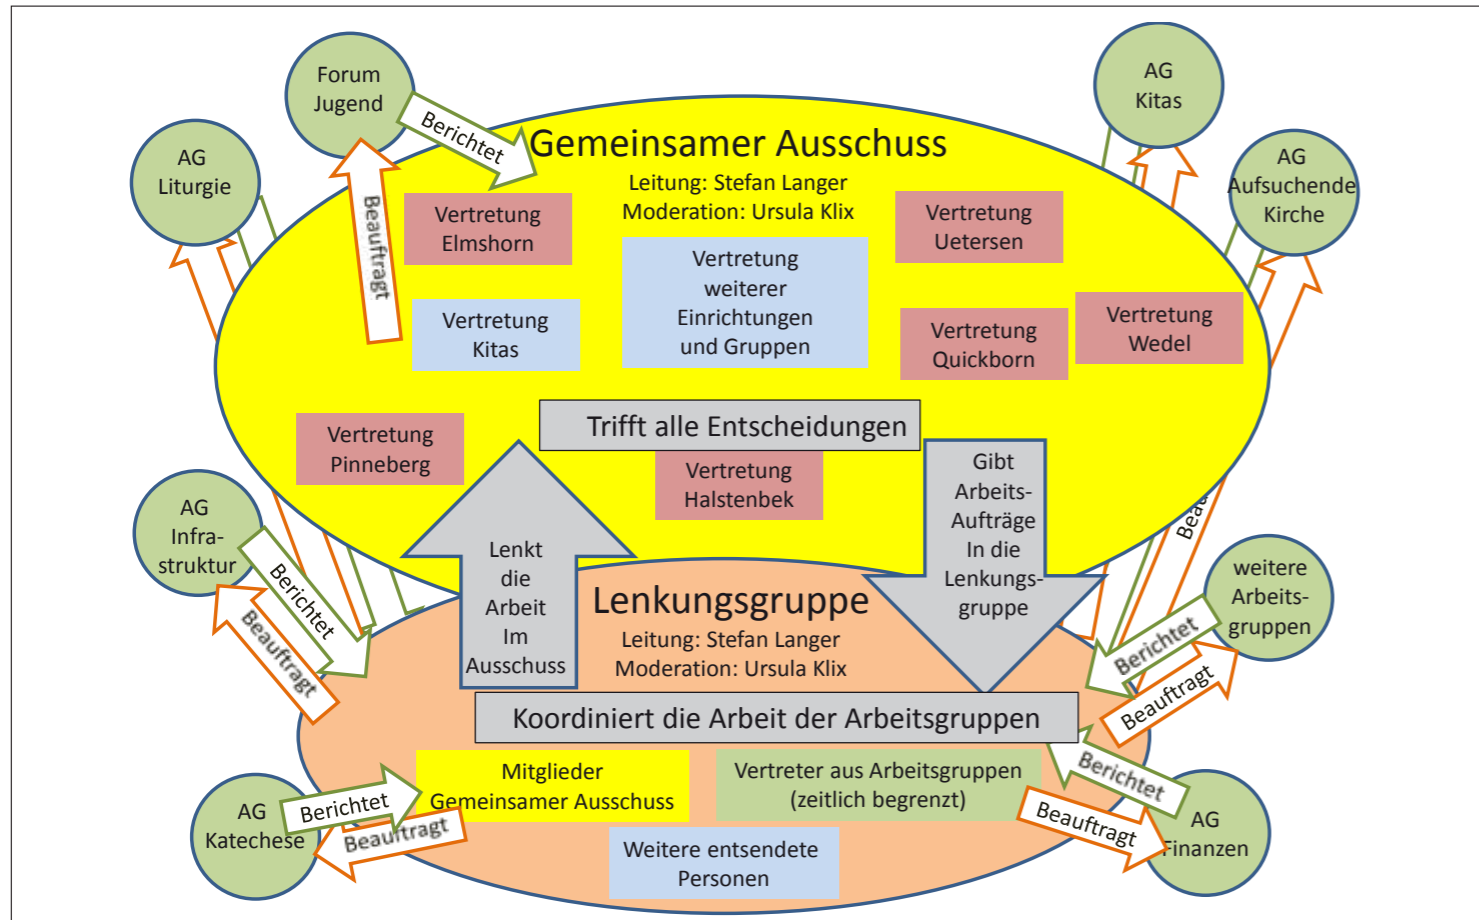 Forum
Jugend
Berichtet
Beauftragt
AG
Liturgie
AG
Kitas
AG
Aufsuchende
Kirche
Gemeinsamer Ausschuss
Leitung: Stefan Langer
Moderation: Ursula Klix
Vertretung
Elmshorn
Vertretung
Uetersen
Vertretung
weiterer
Einrichtungen
und Gruppen
Vertretung
Kitas
Vertretung
Quickborn
Vertretung
Wedel
Trifft alle Entscheidungen
Vertretung
Pinneberg
Vertretung
Halstenbek
Gibt
Arbeits-
Aufträge
In die
Lenkungs-
gruppe
Lenkt
die
Arbeit
Im
Ausschuss
AG
Infra-
struktur
Berichtet
Beauftragt
Beau
weitere
Arbeits-
gruppen
Berichtet
Beauftragt
Lenkungsgruppe
Leitung: Stefan Langer
Moderation: Ursula Klix
Koordiniert die Arbeit der Arbeitsgruppen
Mitglieder
Gemeinsamer Ausschuss
Vertreter aus Arbeitsgruppen
(zeitlich begrenzt)
Weitere entsendete
Personen
AG
Katechese
Berichtet
Beauftragt
Berichtet
Beauftragt
AG
Finanzen